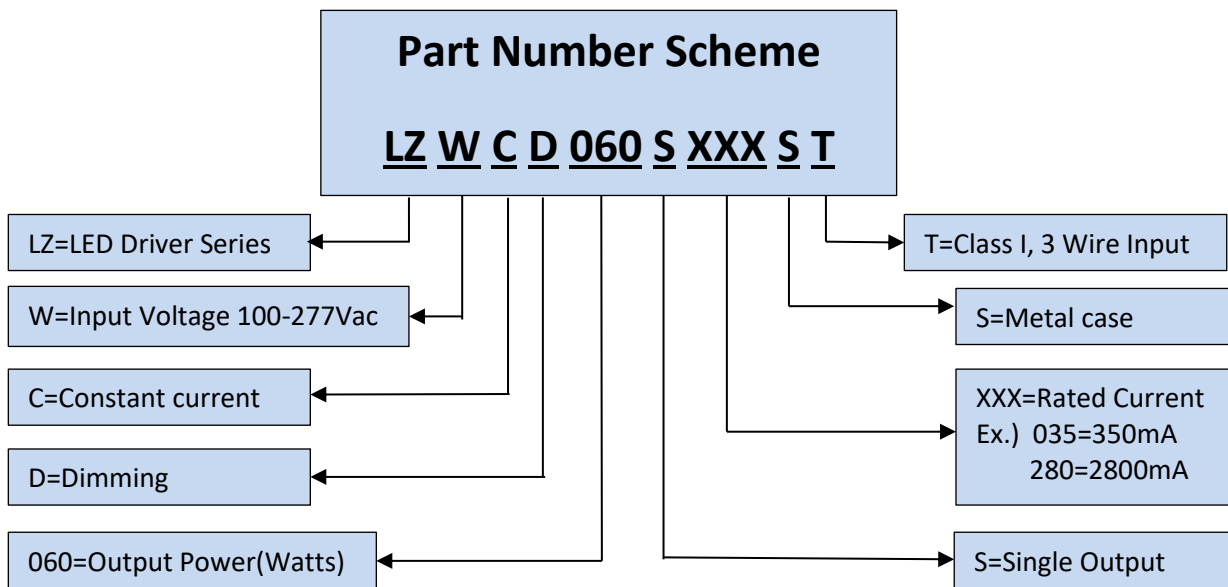 Part Number Scheme
LZ W C D 060 S XXX S T
LZ=LED Driver Series
W=Input Voltage 100-277Vac
C=Constant current
D=Dimming
060=Output Power(Watts)
T=Class I, 3 Wire Input
S=Metal case
XXX=Rated Current
Ex.) 035=350mA
280=2800mA
S=Single Output